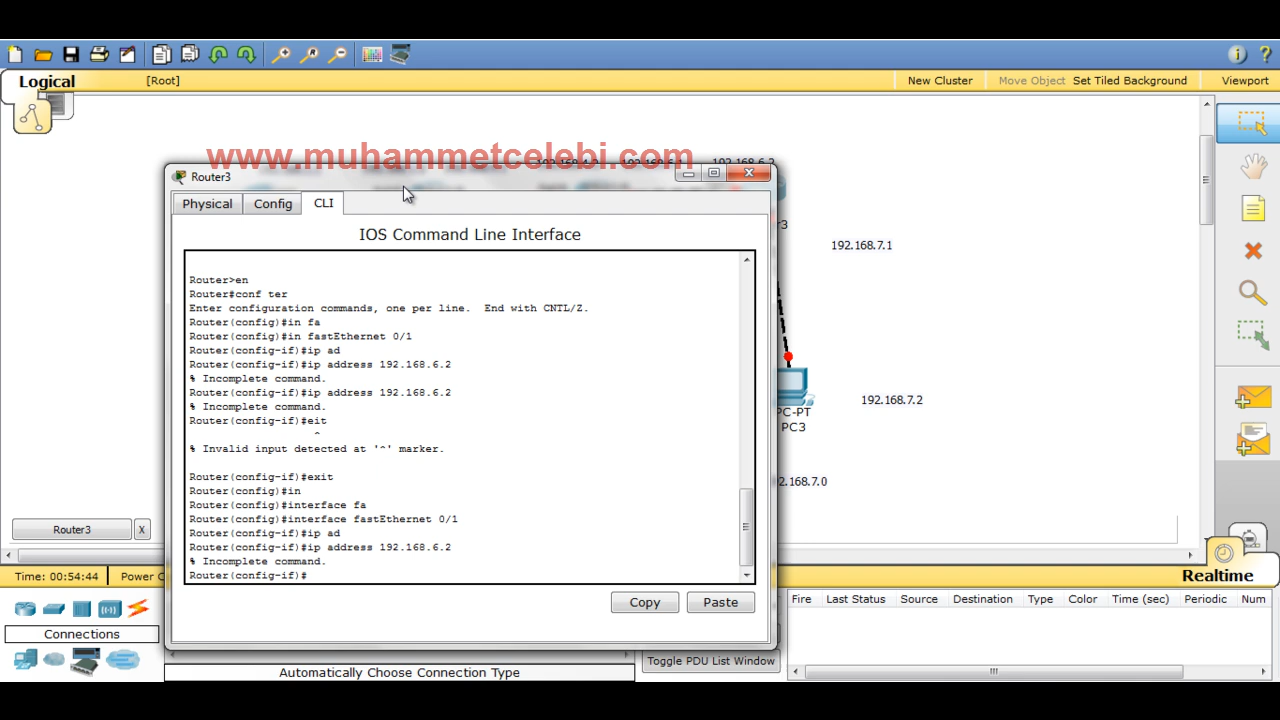 Logical
[Root]
New Cluster
Move Object
Set Tiled Background
Viewport
www.muhammetcelebi.com
Router3
192.168.7.1
Physical
Config
CLI
IOS Command Line Interface
Router>en
Router#conf ter
Enter configuration commands, one per line.  End with CNTL/Z.
Router(config)#in fa
Router(config)#in fastEthernet 0/1
Router(config-if)#ip ad
Router(config-if)#ip address 192.168.6.2
% Incomplete command.
Router(config-if)#ip address 192.168.6.2
% Incomplete command.
Router(config-if)#eit
^
% Invalid input detected at '^' marker.
Router(config-if)#exit
Router(config)#in
Router(config)#interface fa
Router(config)#interface fastEthernet 0/1
Router(config-if)#ip ad
Router(config-if)#ip address 192.168.6.2
% Incomplete command.
Router(config-if)#
Copy
Paste
PC-PT
PC3
192.168.7.2
2.168.7.0
Router3
X
Time: 00:54:44
Power C
Realtime
Connections
Automatically Choose Connection Type
Toggle PDU List Window
Fire
Last Status
Source
Destination
Type
Color
Time (sec)
Periodic
Num